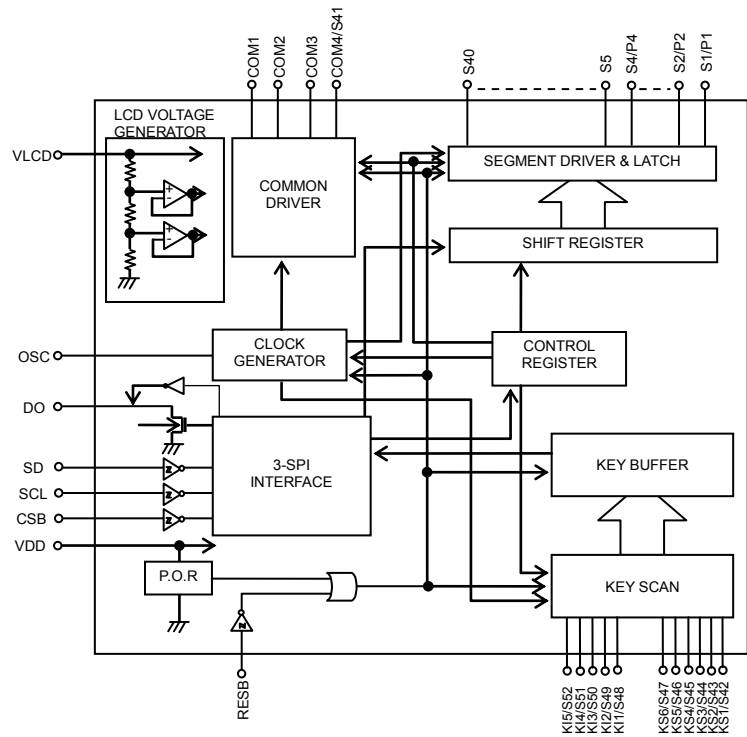 COM1
COM2
COM3
COM4/S41
S40
S5
S4/P4
S2/P2
S1/P1
LCD VOLTAGE
GENERATOR
VLCD
COMMON
DRIVER
SEGMENT DRIVER & LATCH
SHIFT REGISTER
OSC
CLOCK
GENERATOR
CONTROL
REGISTER
DO
SD
SCL
CSB
VDD
3-SPI
INTERFACE
KEY BUFFER
P.O.R
KEY SCAN
RESB
KI5/S52
KI4/S51
KI3/S50
KI2/S49
KI1/S48
KS6/S47
KS5/S46
KS4/S45
KS3/S44
KS2/S43
KS1/S42